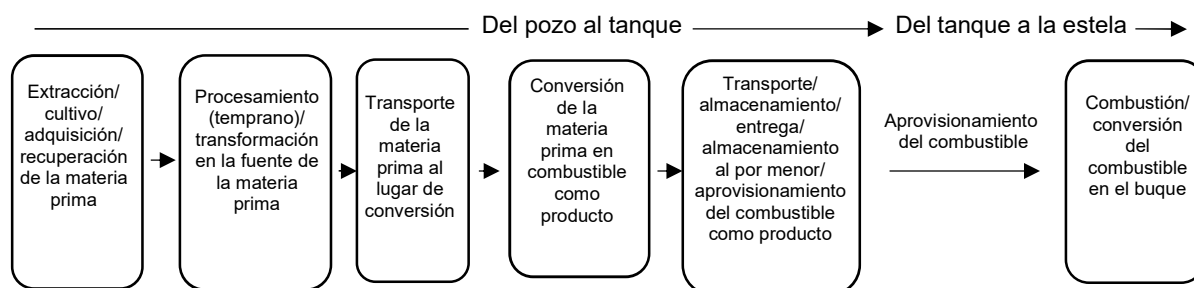 Del pozo al tanque
Del tanque a la estela
Extracción/
cultivo/
adquisición/
recuperación
de la materia
prima
Procesamiento
(temprano)/
transformación
en la fuente de
la materia
prima
Transporte
de la
materia
prima al
lugar de
conversión
Conversión
de la
materia
prima en
combustible
como
producto
Transporte/
almacenamiento/
entrega/
almacenamiento
al por menor/
aprovisionamiento
del combustible
como producto
Aprovisionamiento
del combustible
Combustión/
conversión
del
combustible
en el buque